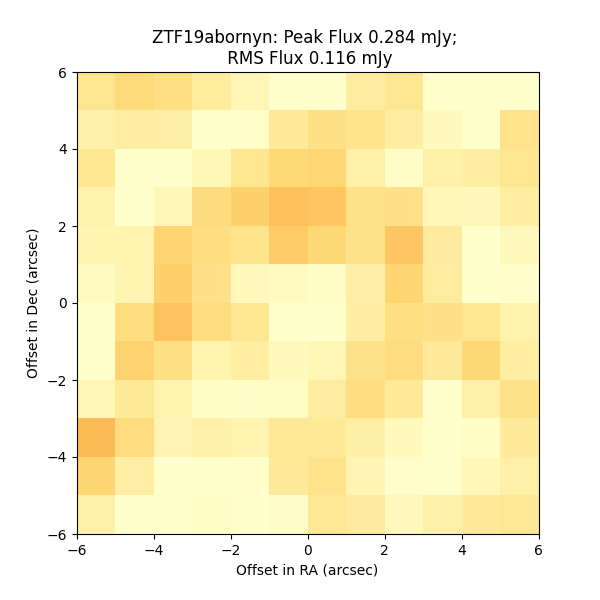 ZTF19abornyn: Peak Flux 0.284 mJy;
RMS Flux 0.116 mJy
6
4
2
0
−2
−4
−6
Offset in Dec (arcsec)
−6 −4 −2 0 2 4 6
Offset in RA (arcsec)